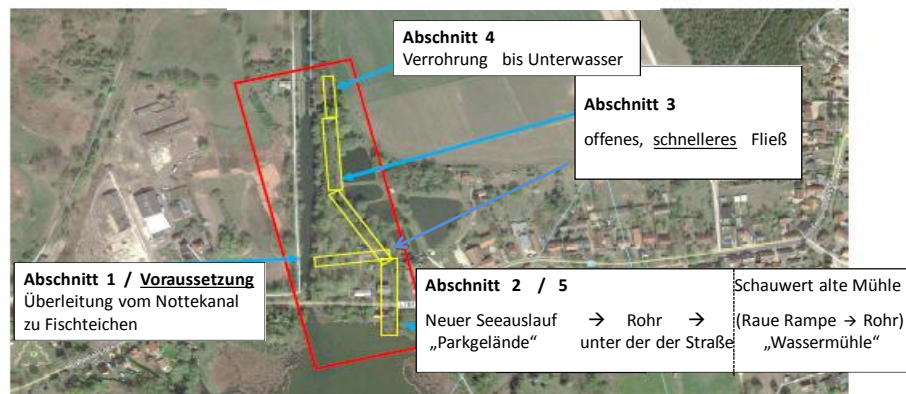 Abschnitt 4
Verrohrung bis Unterwasser
Abschnitt 3
offenes, schnelleres Fließ
Abschnitt 1 / Voraussetzung
Überleitung vom Nottekanal
zu Fischteichen
Abschnitt 2 / 5
Neuer Seeauslauf → Rohr →
„Parkgelände“ unter der der Straße
Schauwert alte Mühle
(Raue Rampe → Rohr)
„Wassermühle“